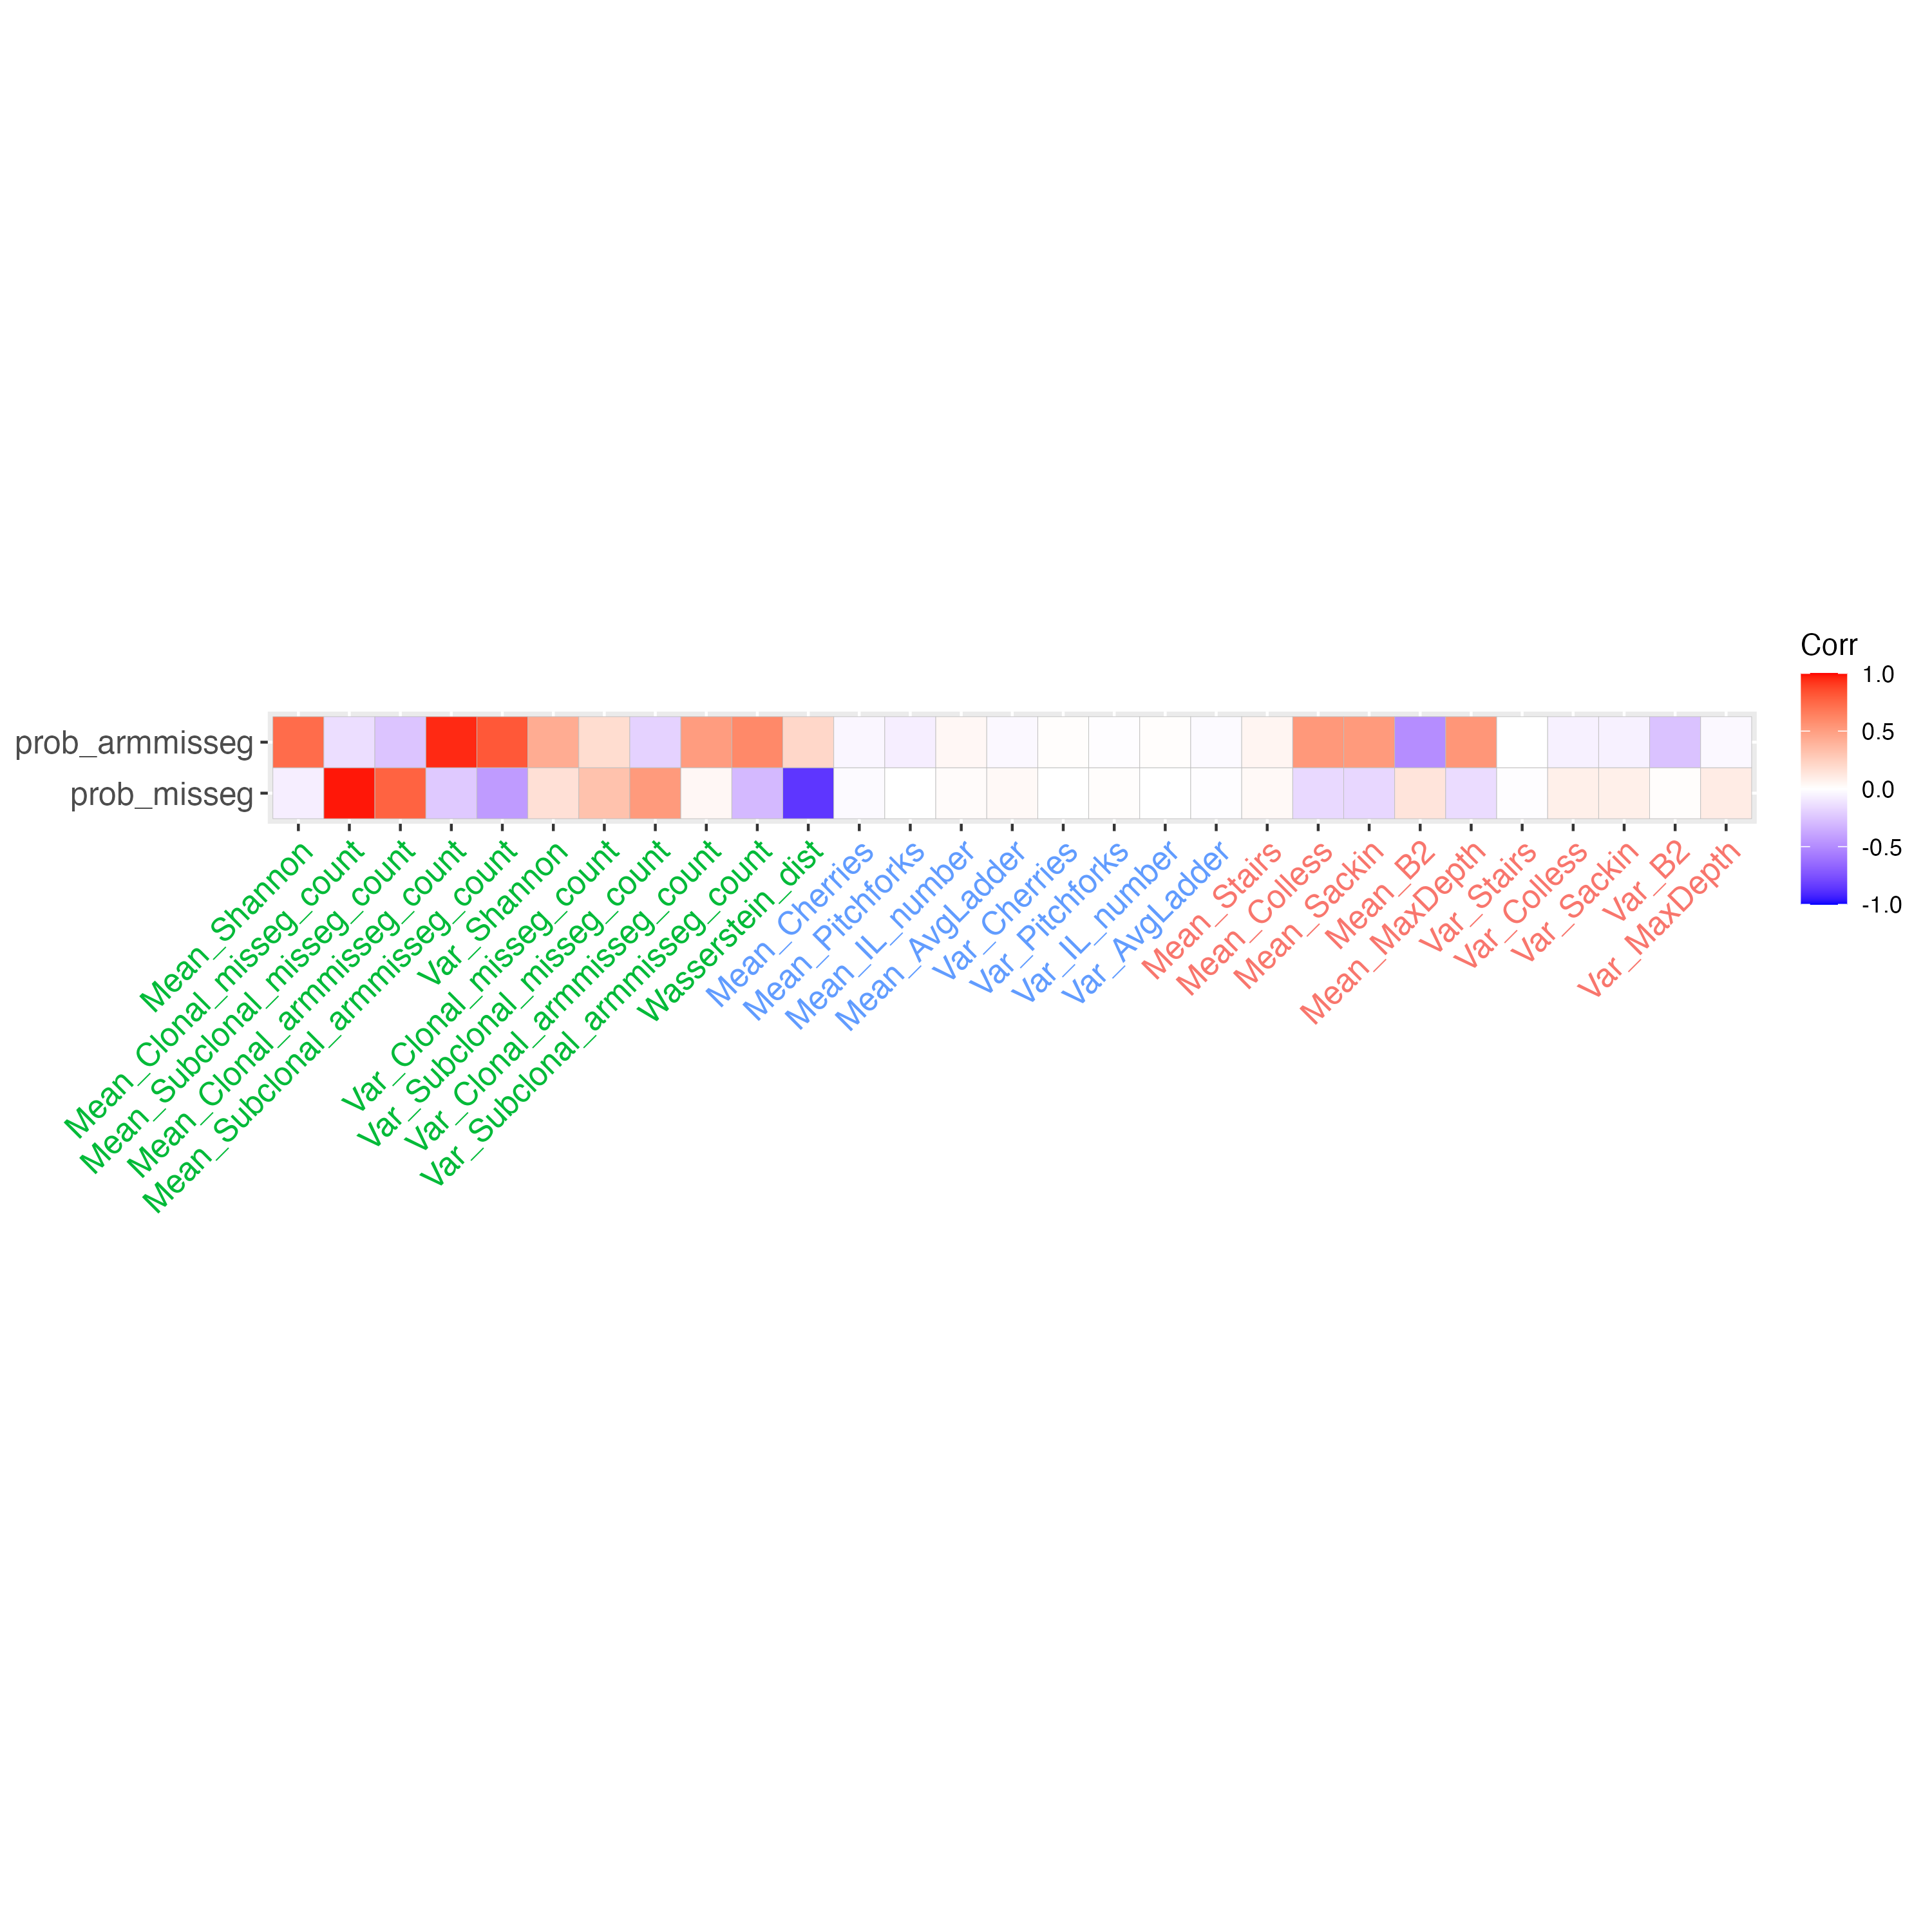 Corr
1.0
0.5
0.0
-0.5
-1.0
prob_armmisseg
prob_misseg
Mean_Shannon
Mean_Clonal_misseg_count
Mean_Subclonal_misseg_count
Mean_Clonal_armmisseg_count
Mean_Subclonal_armmisseg_count
Var_Shannon
Var_Clonal_misseg_count
Var_Subclonal_misseg_count
Var_Clonal_armmisseg_count
Var_Subclonal_armmisseg_count
Wasserstein_dist
Mean_Cherries
Mean_Pitchforks
Mean_IL_number
Mean_AvgLadder
Var_Cherries
Var_Pitchforks
Var_IL_number
Var_AvgLadder
Mean_Stairs
Mean_Colless
Mean_Sackin
Mean_B2
Mean_MaxDepth
Var_Stairs
Var_Colless
Var_Sackin
Var_B2
Var_MaxDepth